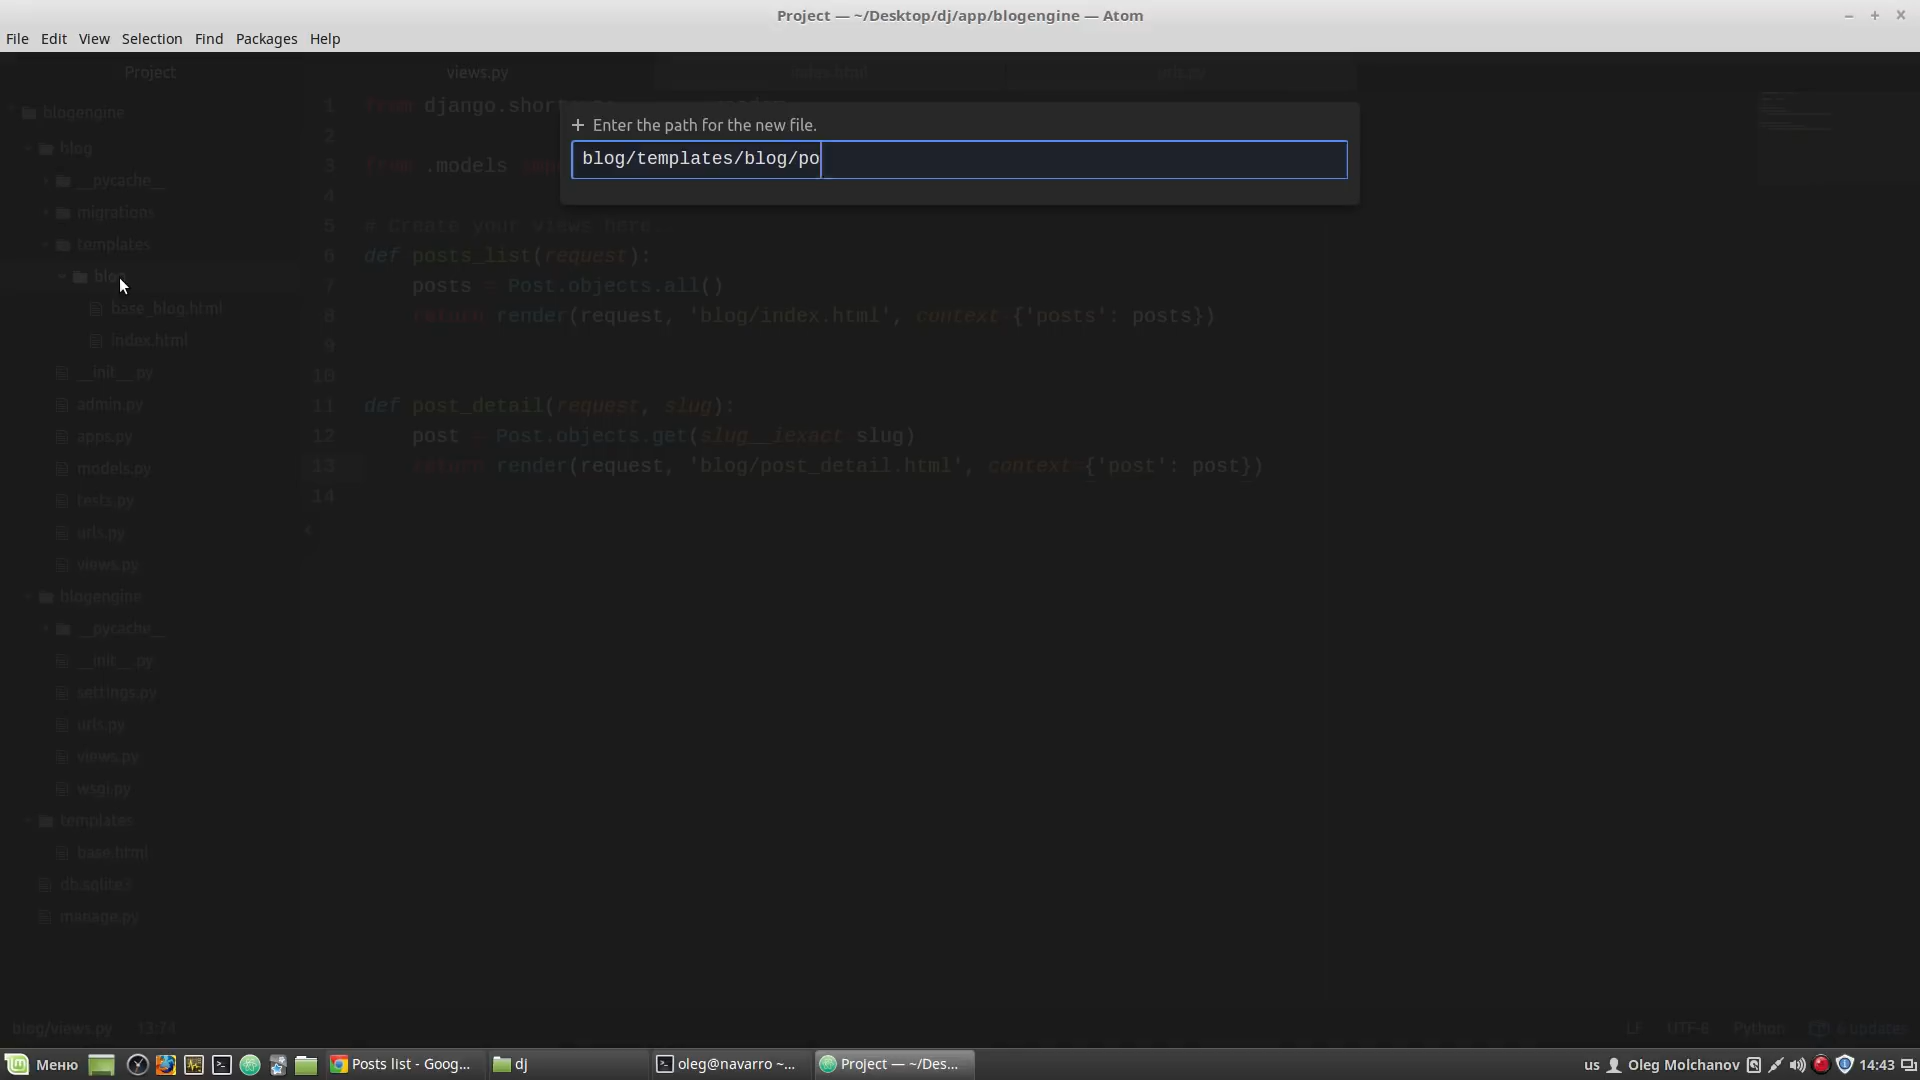 Project — ~/Desktop/dj/app/blogengine — Atom
File Edit View Selection Find Packages Help
Project
views.py
index.html
urls.py
blogengine
blog
__pycache__
migrations
templates
blog
base_blog.html
index.html
__init__.py
admin.py
apps.py
models.py
tests.py
urls.py
views.py
blogengine
__pycache__
__init__.py
settings.py
urls.py
views.py
wsgi.py
templates
base.html
db.sqlite3
manage.py
Enter the path for the new file.
blog/templates/blog/po
1 from django.short
2
3 from .models
4
5 # Create your views here.
6 def posts_list(request):
7 posts = Post.objects.all()
8 return render(request, 'blog/index.html', context={'posts': posts})
9
10
11 def post_detail(request, slug):
12 post = Post.objects.get(slug__iexact=slug)
13 return render(request, 'blog/post_detail.html', context={'post': post})
14
blog/views.py 13:74
LF UTF-8 Python 6 updates
Меню
Posts list - Goog...
dj
oleg@navarro ~...
Project — ~/Des...
us Oleg Molchanov 14:43